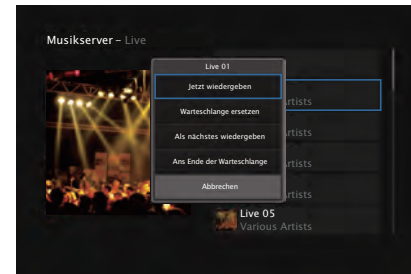 Musikserver – Live
Live 01
Jetzt wiedergeben
Artists
Warteschlange ersetzen
Artists
Als nächstes wiedergeben
Artists
Ans Ende der Warteschlange
Abbrechen
Artists
Live 05
Various Artists